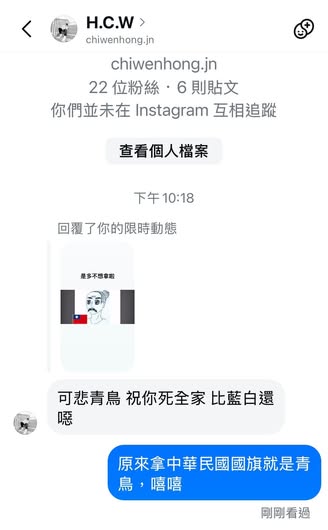 H.C.W
chiwenhong.jn
chiwenhong.jn
22 位粉絲・6 則貼文
你們並未在 Instagram 互相追蹤
查看個人檔案
下午 10:18
回覆了你的限時動態
是多不想拿啦
可悲青鳥 祝你死全家 比藍白還
噁
原來拿中華民國國旗就是青
鳥，嘻嘻
剛剛看過